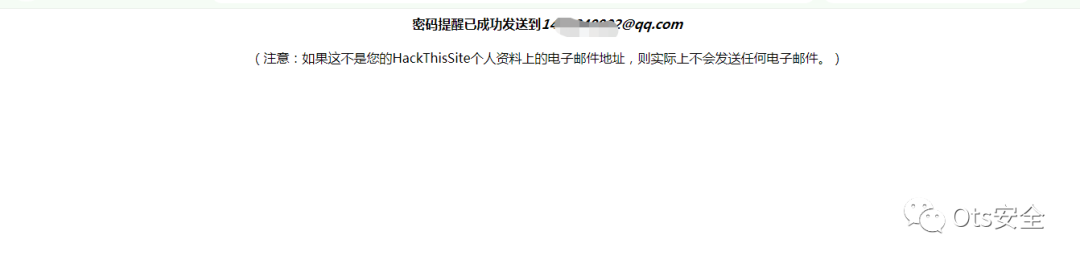 密码提醒已成功发送到14 2@qq.com
（注意：如果这不是您的HackThisSite个人资料上的电子邮件地址，则实际上不会发送任何电子邮件。）
Ots安全